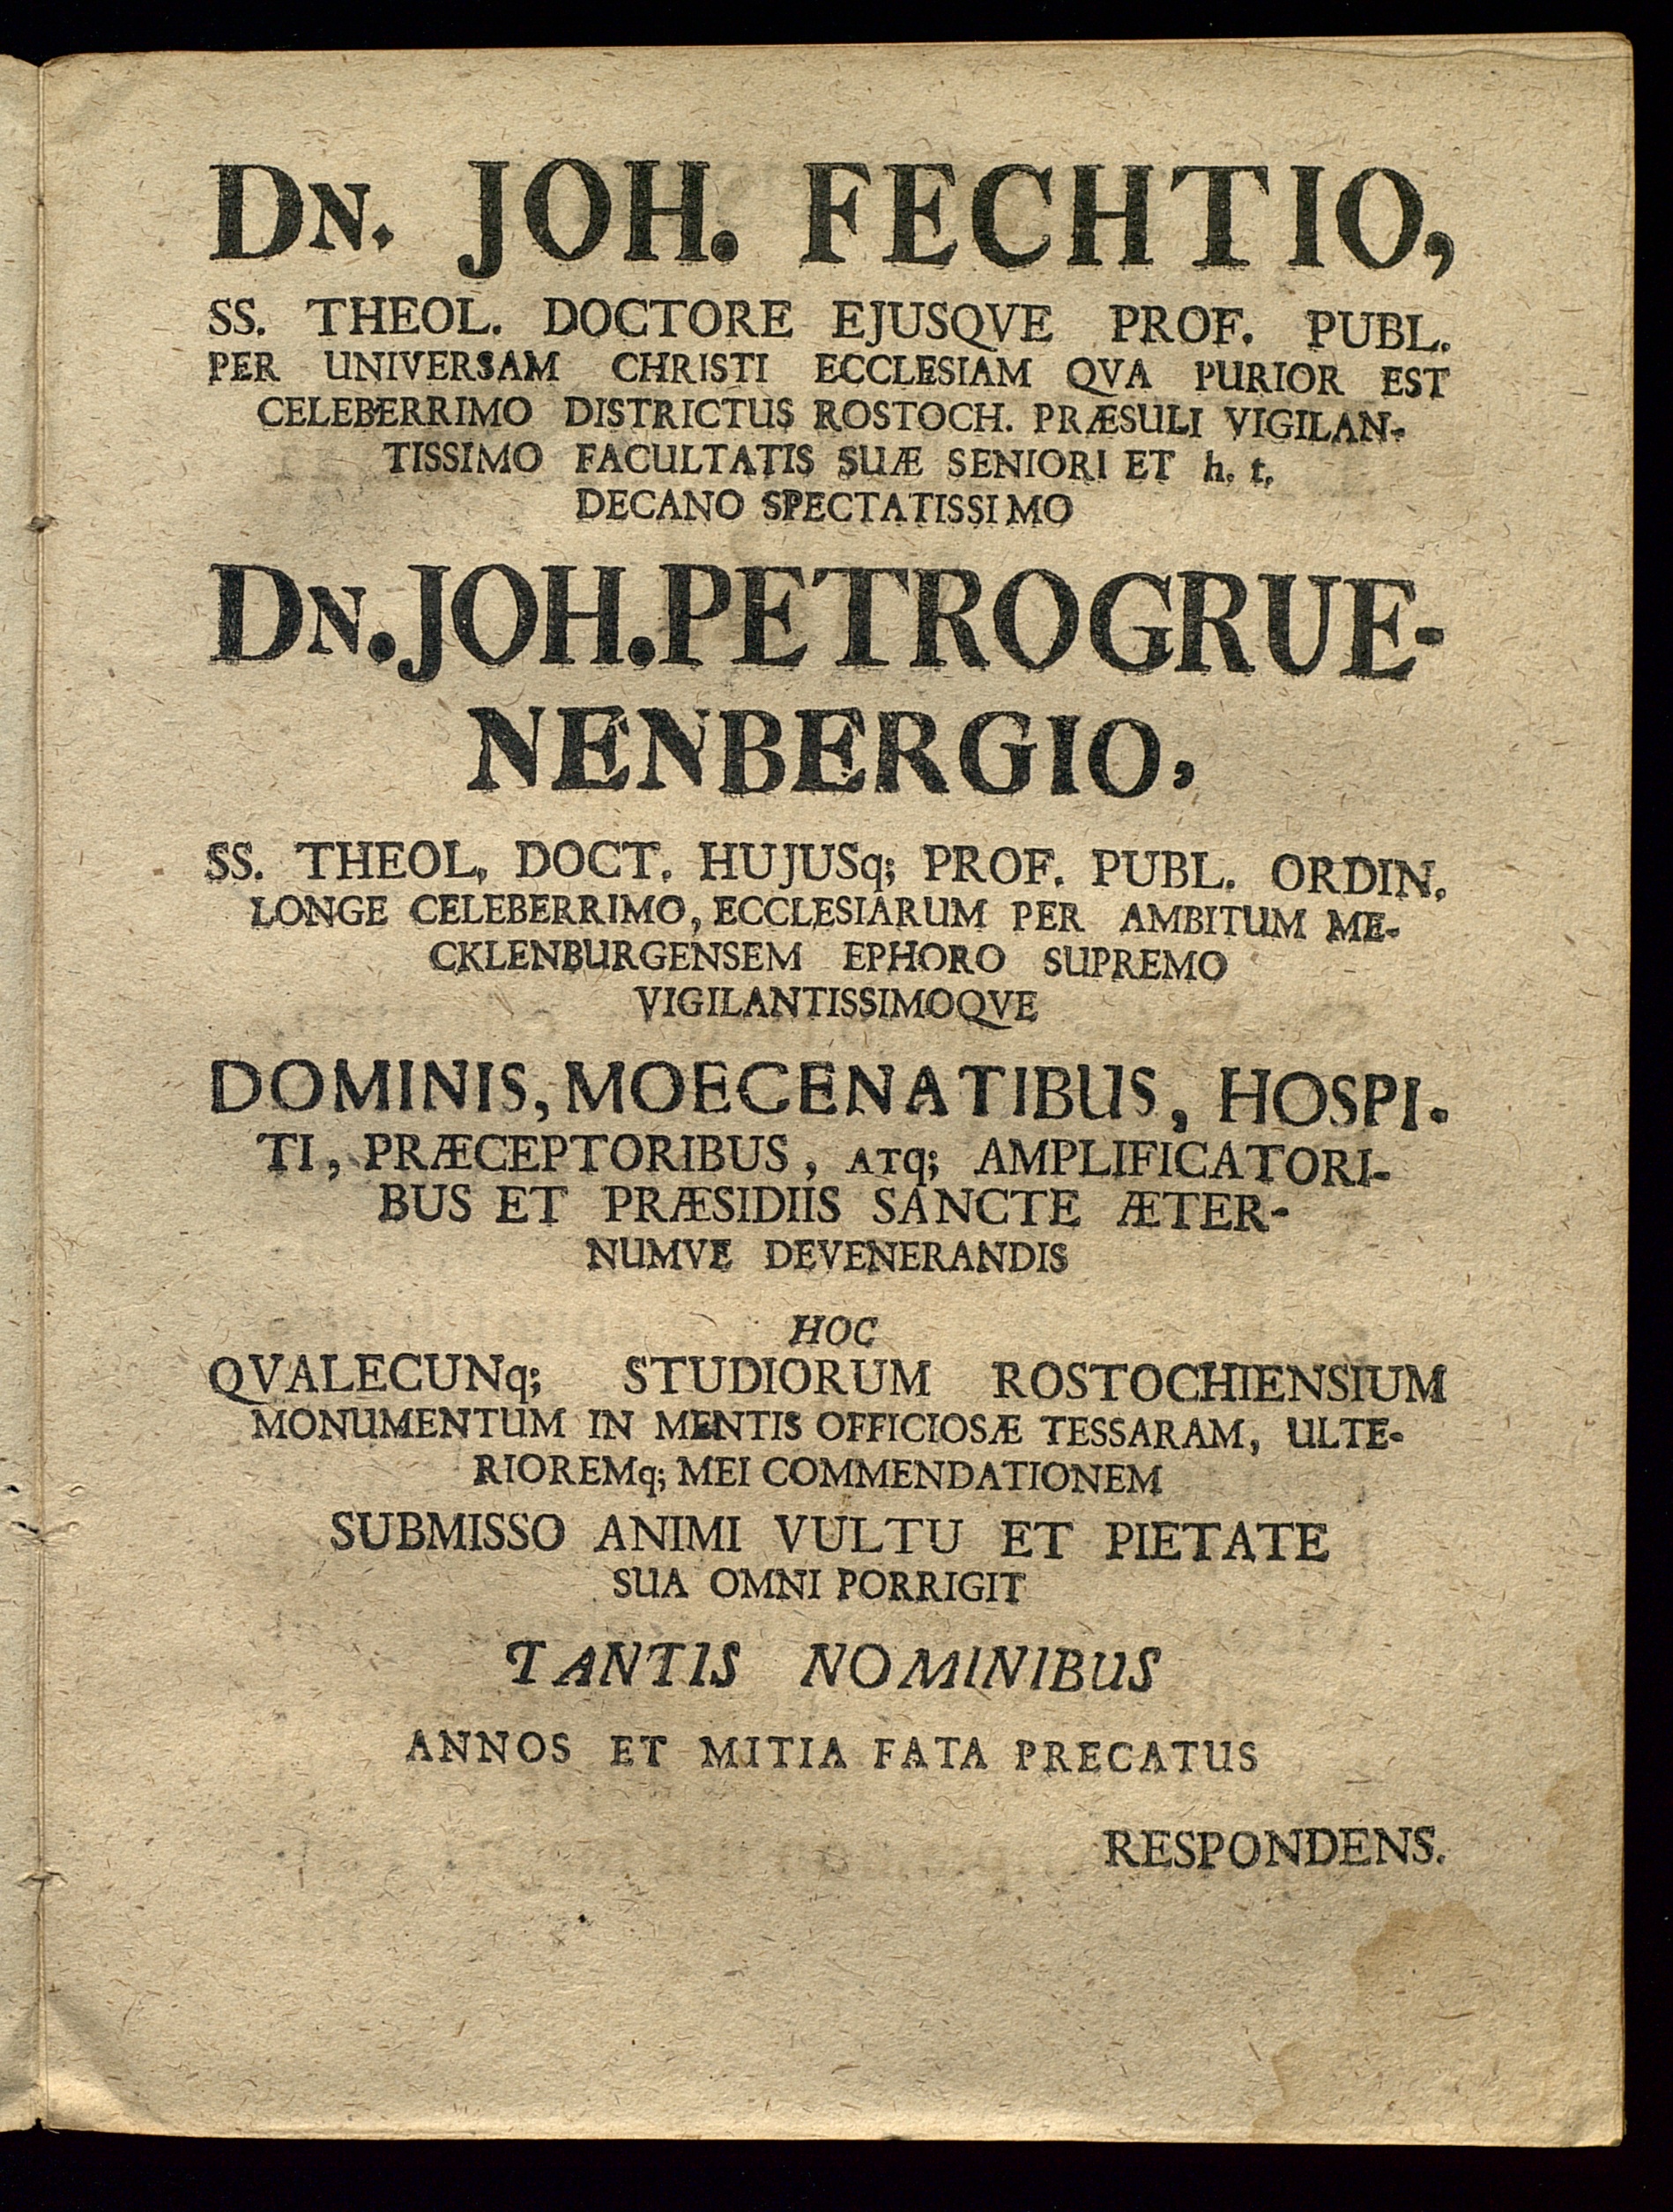 DN. JOH. FECHTIO,
SS. THEOL. DOCTORE EJUSQVE PROF. PUBL.
PER UNIVERSAM CHRISTI ECCLESIAM QVA PURIOR EST
CELEBERRIMO DISTRICTUS ROSTOCH. PRÆSULI VIGILAN-
TISSIMO FACULTATIS SUÆ SENIORI ET h. t.
DECANO SPECTATISSIMO
DN. JOH. PETRO GRUE-
NENBERGIO,
SS. THEOL, DOCT. HUJUSq; PROF. PUBL. ORDIN.
LONGE CELEBERRIMO, ECCLESIARUM PER AMBITUM ME-
CKLENBURGENSEM EPHORO SUPREMO
VIGILANTISSIMOQVE
DOMINIS, MOECENATIBUS, HOSPI-
TI, PRÆCEPTORIBUS, ATq; AMPLIFICATORI-
BUS ET PRÆSIDIIS SANCTE ÆTER-
NUMVE DEVENERANDIS
HOC
QVALECUNq; STUDIORUM ROSTOCHIENSIUM
MONUMENTUM IN MENTIS OFFICIOSÆ TESSARAM, ULTE-
RIOREMq; MEI COMMENDATIONEM
SUBMISSO ANIMI VULTU ET PIETATE
SUA OMNI PORRIGIT
TANTIS NOMINIBUS
ANNOS ET MITIA FATA PRECATUS
RESPONDENS.